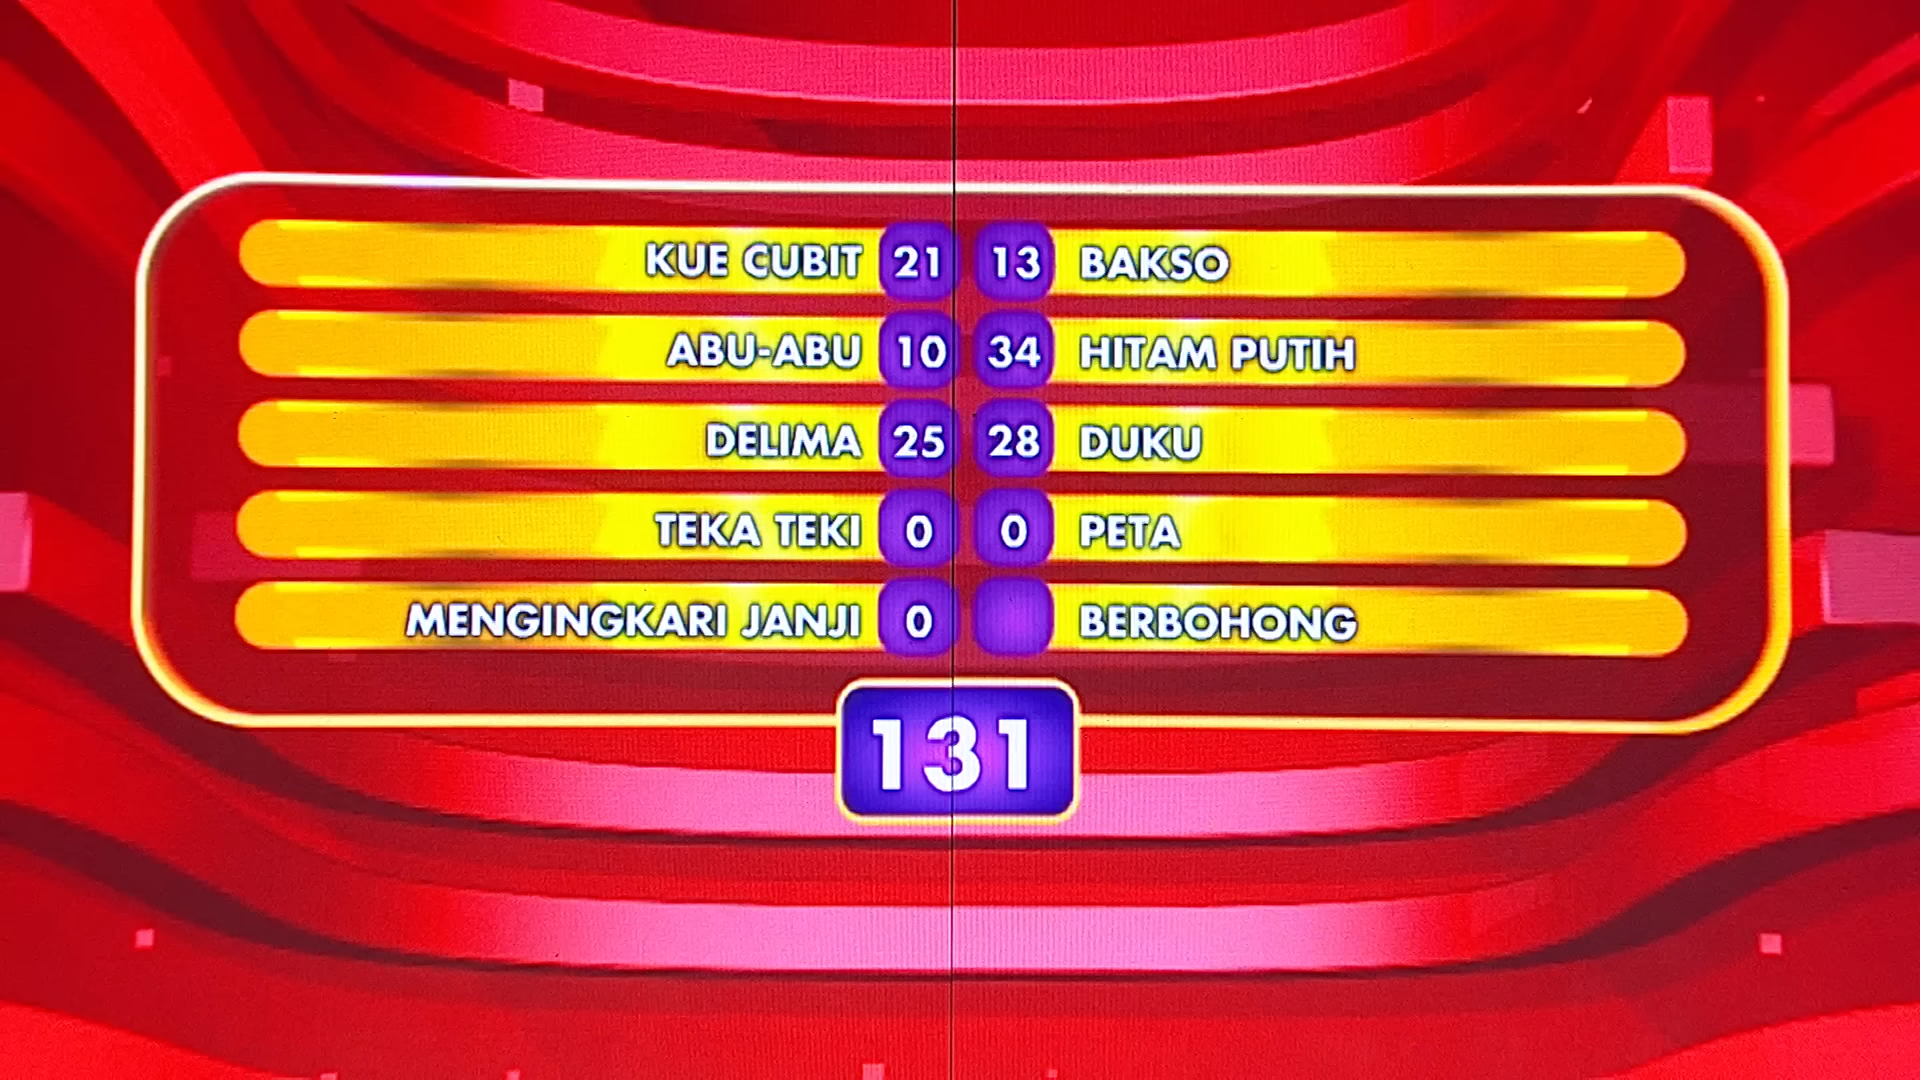 KUE CUBIT 21 13 BAKSO
ABU-ABU 10 34 HITAM PUTIH
DELIMA 25 28 DUKU
TEKA TEKI 0 0 PETA
MENGINGKARI JANJI 0 BERBOHONG
131